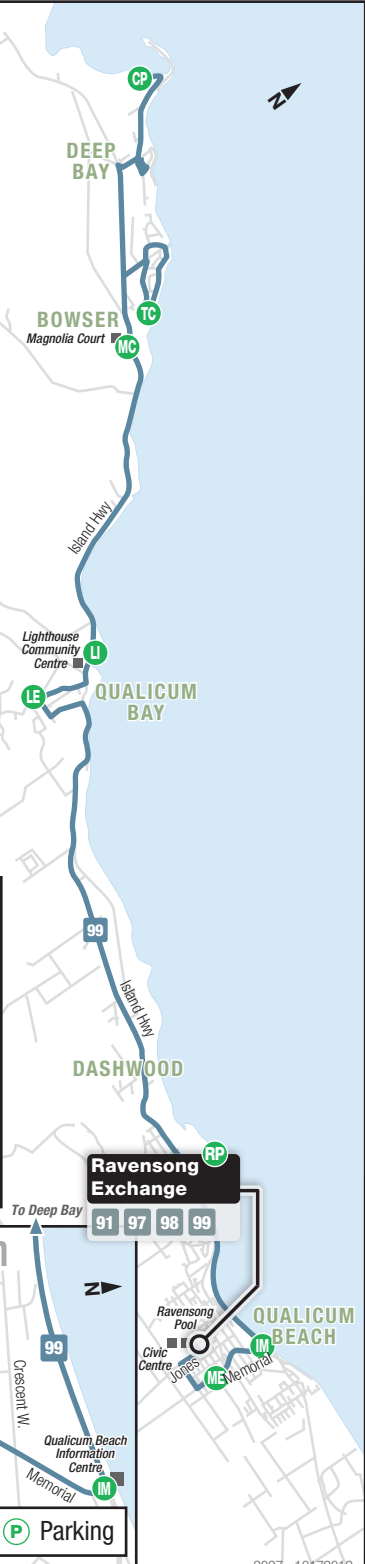 CP
N
DEEP
BAY
TC
BOWSER
Magnolia Court
MC
Island Hwy
Lighthouse
Community
Centre
LI
LE
QUALICUM
BAY
99
Island Hwy
DASHWOOD
RP
Ravensong
Exchange
91 97 98 99
To Deep Bay
N
99
Crescent W.
Ravensong
Pool
Civic
Centre
Jones
ME
Memorial
IM
QUALICUM
BEACH
Qualicum Beach
Information
Centre
Memorial
IM
P Parking